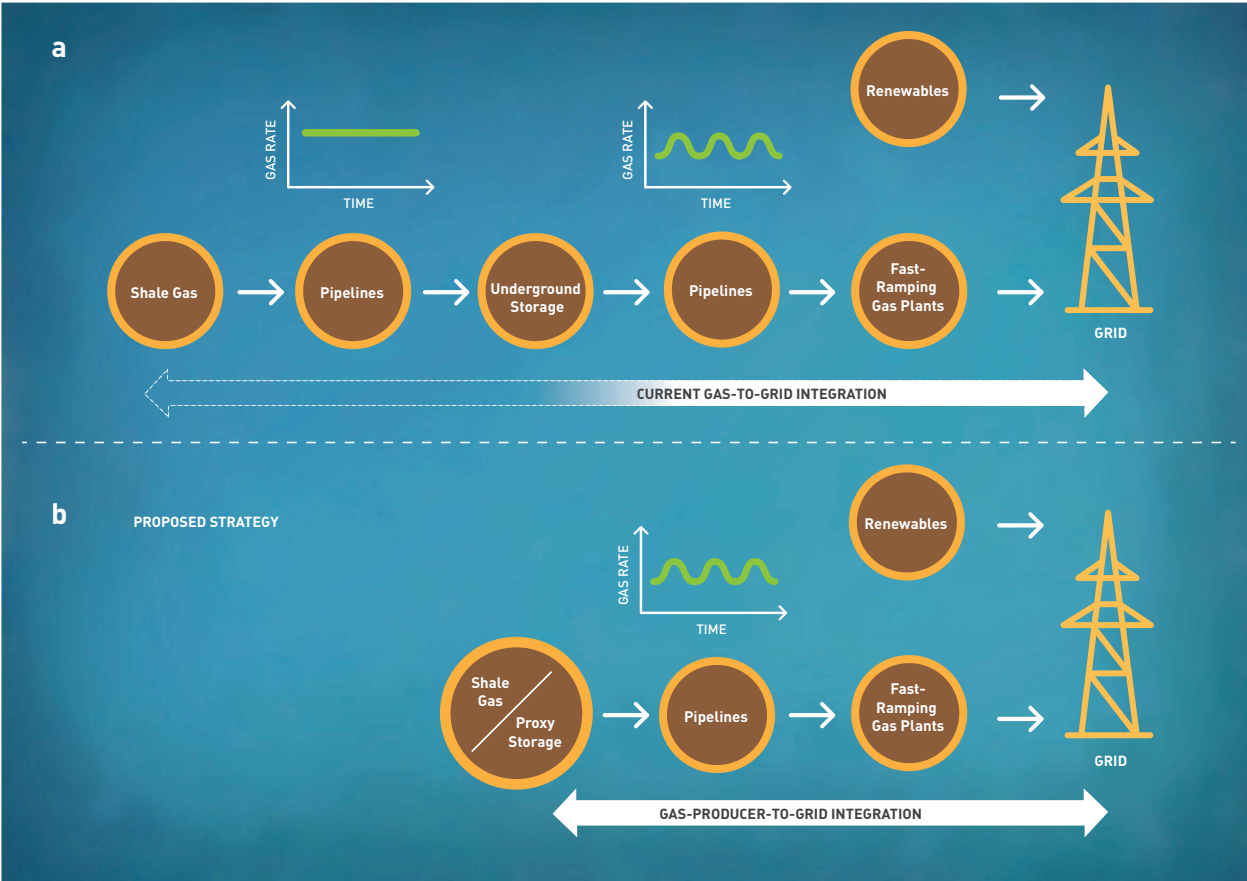 a
Renewables
GAS RATE
TIME
GAS RATE
TIME
Shale Gas
Pipelines
Underground
Storage
Pipelines
Fast-
Ramping
Gas Plants
GRID
CURRENT GAS-TO-GRID INTEGRATION
b
PROPOSED STRATEGY
Renewables
GAS RATE
TIME
Shale
Gas
Proxy
Storage
Pipelines
Fast-
Ramping
Gas Plants
GRID
GAS-PRODUCER-TO-GRID INTEGRATION